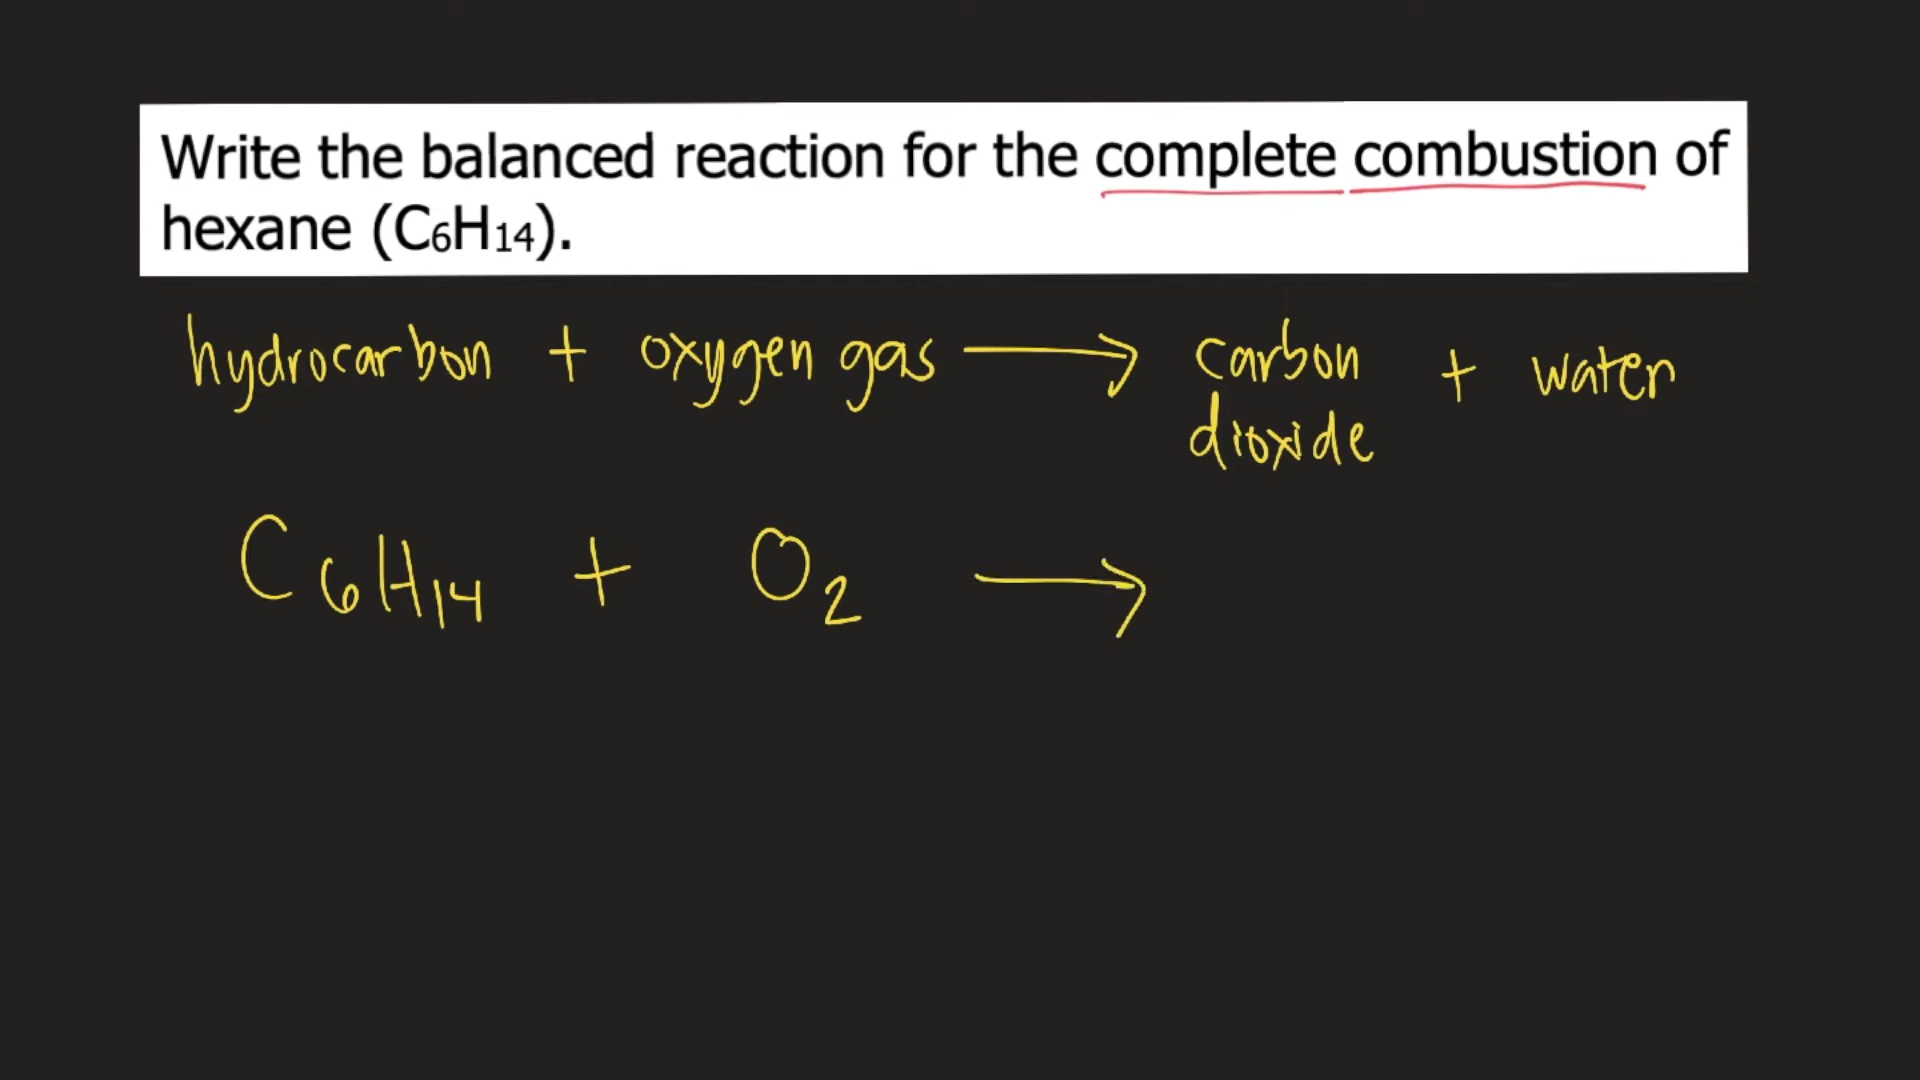 Write the balanced reaction for the complete combustion of
hexane (C₆H₁₄).
hydrocarbon + oxygen gas ⟶ carbon dioxide + water
C₆H₁₄ + O₂ ⟶